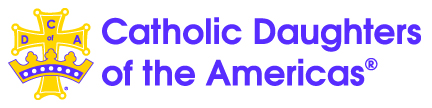 C
of
D A
®
Catholic Daughters
of the Americas®